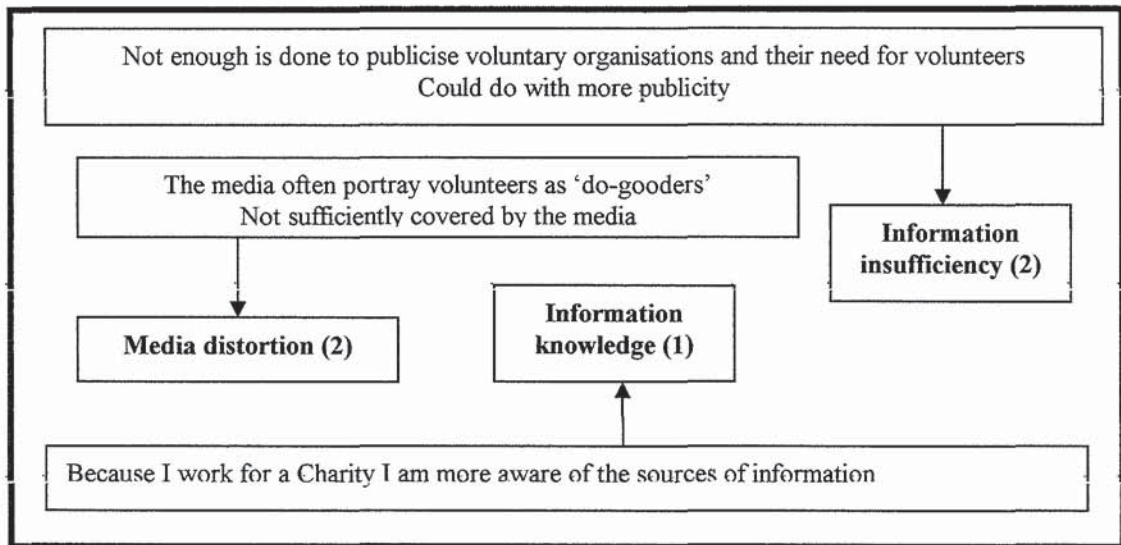 Not enough is done to publicise voluntary organisations and their need for volunteers
Could do with more publicity
The media often portray volunteers as ‘do-gooders’
Not sufficiently covered by the media
Information
insufficiency (2)
Media distortion (2)
Information
knowledge (1)
Because I work for a Charity I am more aware of the sources of information